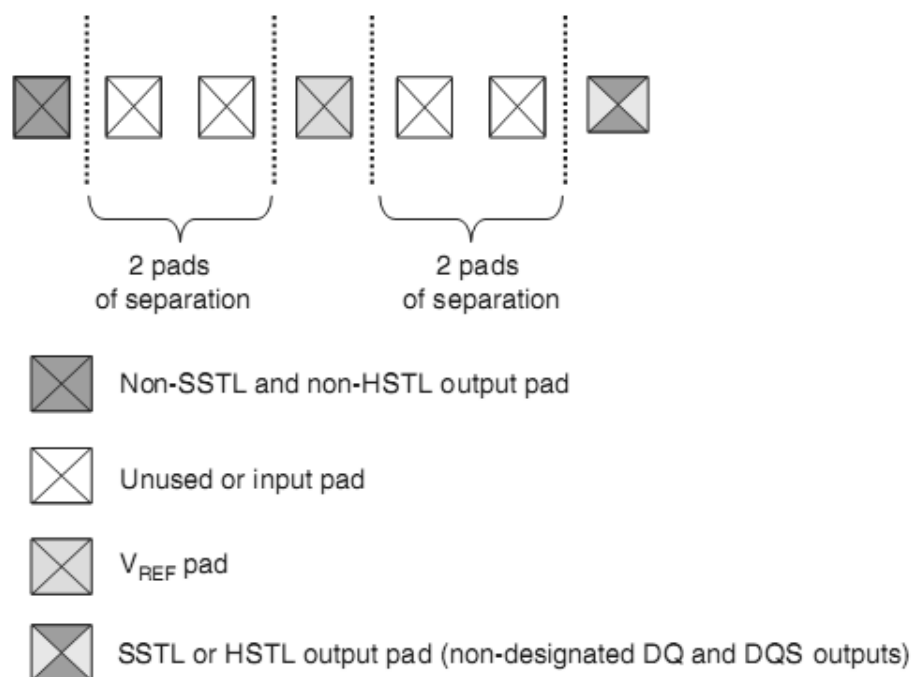 2 pads
of separation
2 pads
of separation
Non-SSTL and non-HSTL output pad
Unused or input pad
VREF pad
SSTL or HSTL output pad (non-designated DQ and DQS outputs)